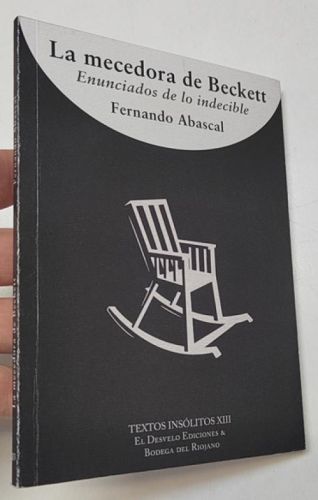 La mecedora de Beckett
Enunciados de lo indecible
Fernando Abascal
TEXTOS INSÓLITOS XIII
EL DESVELO EDICIONES &
BODEGA DEL RIOJANO